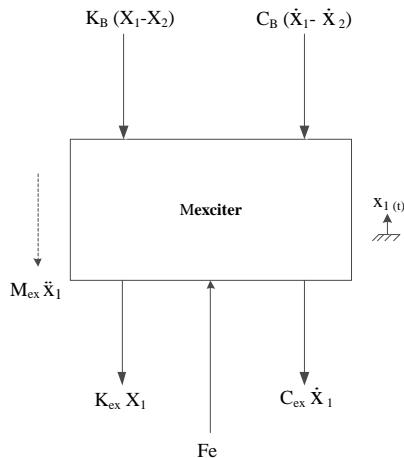 K_B (X_1-X_2) C_B (Ẋ_1- Ẋ_2)
Mexciter
x_1 (t)
M_ex ẍ_1
K_ex X_1 C_ex Ẋ_1
Fe